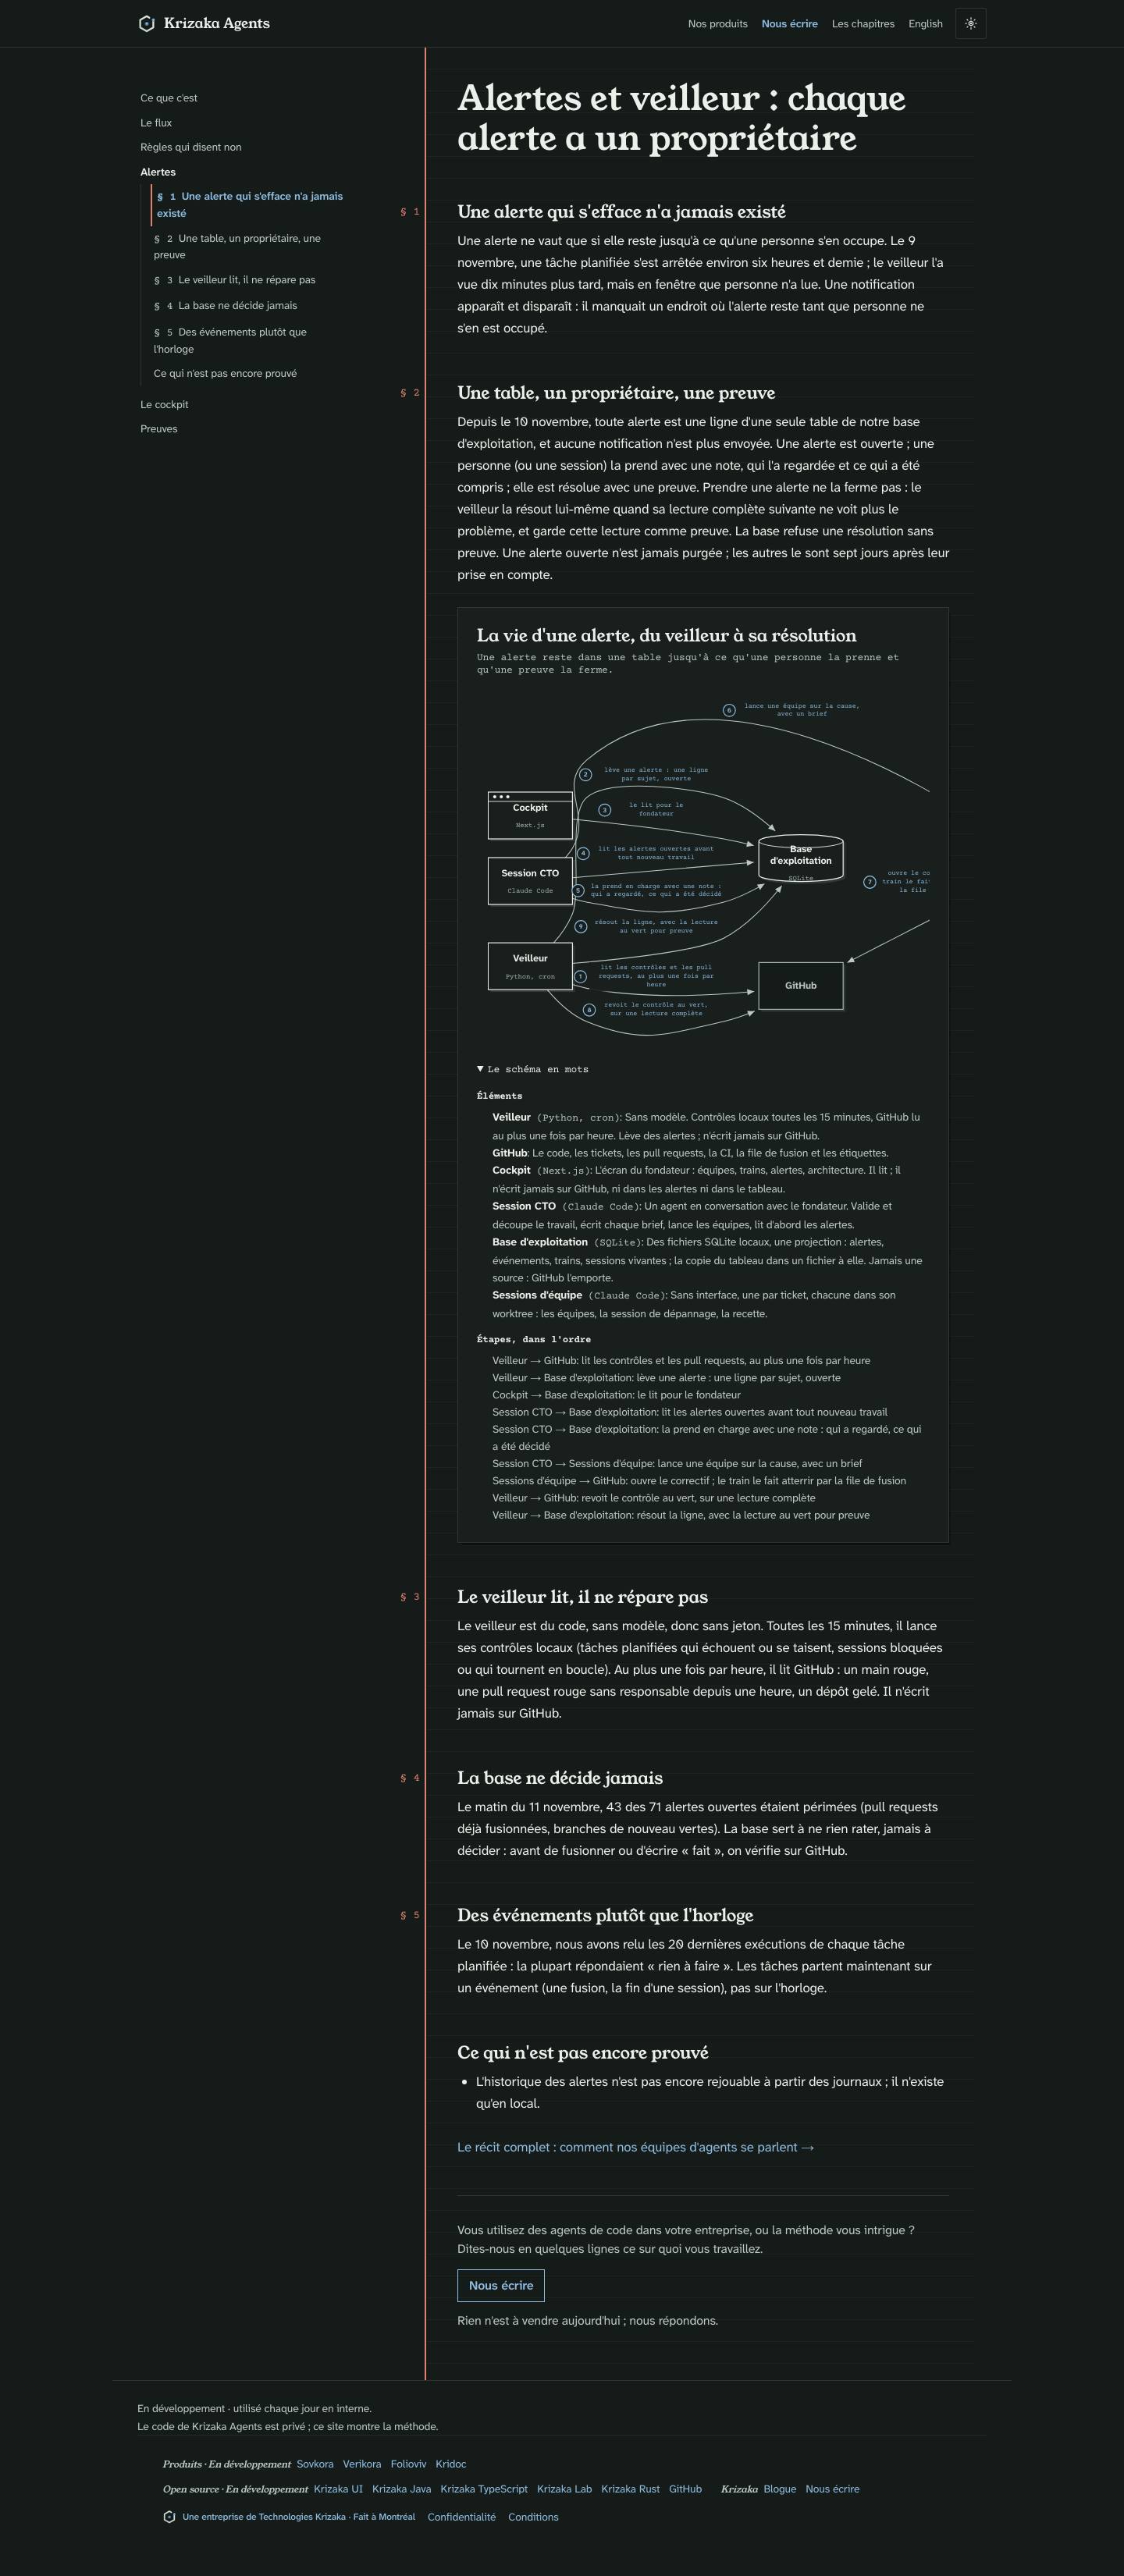 Krizaka Agents
Nos produits
Nous écrire
Les chapitres
English
Ce que c'est
Le flux
Règles qui disent non
Alertes
§ 1 Une alerte qui s'efface n'a jamais
existé
§ 2 Une table, un propriétaire, une
preuve
§ 3 Le veilleur lit, il ne répare pas
§ 4 La base ne décide jamais
§ 5 Des événements plutôt que
l'horloge
Ce qui n'est pas encore prouvé
Le cockpit
Preuves
Alertes et veilleur : chaque
alerte a un propriétaire
§ 1
Une alerte qui s'efface n'a jamais existé
Une alerte ne vaut que si elle reste jusqu'à ce qu'une personne s'en occupe. Le 9
novembre, une tâche planifiée s'est arrêtée environ six heures et demie ; le veilleur l'a
vue dix minutes plus tard, mais en fenêtre que personne n'a lue. Une notification
apparaît et disparaît : il manquait un endroit où l'alerte reste tant que personne ne
s'en est occupé.
§ 2
Une table, un propriétaire, une preuve
Depuis le 10 novembre, toute alerte est une ligne d'une seule table de notre base
d'exploitation, et aucune notification n'est plus envoyée. Une alerte est ouverte ; une
personne (ou une session) la prend avec une note, qui l'a regardée et ce qui a été
compris ; elle est résolue avec une preuve. Prendre une alerte ne la ferme pas : le
veilleur la résout lui-même quand sa lecture complète suivante ne voit plus le
problème, et garde cette lecture comme preuve. La base refuse une résolution sans
preuve. Une alerte ouverte n'est jamais purgée ; les autres le sont sept jours après leur
prise en compte.
La vie d'une alerte, du veilleur à sa résolution
Une alerte reste dans une table jusqu'à ce qu'une personne la prenne et
qu'une preuve la ferme.
6 lance une équipe sur la cause,
avec un brief
2 lève une alerte : une ligne
par sujet, ouverte
Cockpit
Next.js
3 le lit pour le
fondateur
4 lit les alertes ouvertes avant
tout nouveau travail
Base
d'exploitation
SQLite
Session CTO
Claude Code
5 la prend en charge avec une note :
qui a regardé, ce qui a été décidé
7 ouvre le co
train le fai
la file
9 résout la ligne, avec la lecture
au vert pour preuve
Veilleur
Python, cron
1 lit les contrôles et les pull
requests, au plus une fois par
heure
GitHub
8 revoit le contrôle au vert,
sur une lecture complète
▼ Le schéma en mots
Éléments
Veilleur (Python, cron): Sans modèle. Contrôles locaux toutes les 15 minutes, GitHub lu
au plus une fois par heure. Lève des alertes ; n'écrit jamais sur GitHub.
GitHub: Le code, les tickets, les pull requests, la CI, la file de fusion et les étiquettes.
Cockpit (Next.js): L'écran du fondateur : équipes, trains, alertes, architecture. Il lit ; il
n'écrit jamais sur GitHub, ni dans les alertes ni dans le tableau.
Session CTO (Claude Code): Un agent en conversation avec le fondateur. Valide et
découpe le travail, écrit chaque brief, lance les équipes, lit d'abord les alertes.
Base d'exploitation (SQLite): Des fichiers SQLite locaux, une projection : alertes,
événements, trains, sessions vivantes ; la copie du tableau dans un fichier à elle. Jamais une
source : GitHub l'emporte.
Sessions d'équipe (Claude Code): Sans interface, une par ticket, chacune dans son
worktree : les équipes, la session de dépannage, la recette.
Étapes, dans l'ordre
Veilleur → GitHub: lit les contrôles et les pull requests, au plus une fois par heure
Veilleur → Base d'exploitation: lève une alerte : une ligne par sujet, ouverte
Cockpit → Base d'exploitation: le lit pour le fondateur
Session CTO → Base d'exploitation: lit les alertes ouvertes avant tout nouveau travail
Session CTO → Base d'exploitation: la prend en charge avec une note : qui a regardé, ce qui
a été décidé
Session CTO → Sessions d'équipe: lance une équipe sur la cause, avec un brief
Sessions d'équipe → GitHub: ouvre le correctif ; le train le fait atterrir par la file de fusion
Veilleur → GitHub: revoit le contrôle au vert, sur une lecture complète
Veilleur → Base d'exploitation: résout la ligne, avec la lecture au vert pour preuve
§ 3
Le veilleur lit, il ne répare pas
Le veilleur est du code, sans modèle, donc sans jeton. Toutes les 15 minutes, il lance
ses contrôles locaux (tâches planifiées qui échouent ou se taisent, sessions bloquées
ou qui tournent en boucle). Au plus une fois par heure, il lit GitHub : un main rouge,
une pull request rouge sans responsable depuis une heure, un dépôt gelé. Il n'écrit
jamais sur GitHub.
§ 4
La base ne décide jamais
Le matin du 11 novembre, 43 des 71 alertes ouvertes étaient périmées (pull requests
déjà fusionnées, branches de nouveau vertes). La base sert à ne rien rater, jamais à
décider : avant de fusionner ou d'écrire « fait », on vérifie sur GitHub.
§ 5
Des événements plutôt que l'horloge
Le 10 novembre, nous avons relu les 20 dernières exécutions de chaque tâche
planifiée : la plupart répondaient « rien à faire ». Les tâches partent maintenant sur
un événement (une fusion, la fin d'une session), pas sur l'horloge.
Ce qui n'est pas encore prouvé
• L'historique des alertes n'est pas encore rejouable à partir des journaux ; il n'existe
qu'en local.
Le récit complet : comment nos équipes d'agents se parlent →
Vous utilisez des agents de code dans votre entreprise, ou la méthode vous intrigue ?
Dites-nous en quelques lignes ce sur quoi vous travaillez.
Nous écrire
Rien n'est à vendre aujourd'hui ; nous répondons.
En développement · utilisé chaque jour en interne.
Le code de Krizaka Agents est privé ; ce site montre la méthode.
Produits · En développement Sovkora Verikora Folioviv Kridoc
Open source · En développement Krizaka UI Krizaka Java Krizaka TypeScript Krizaka Lab Krizaka Rust GitHub Krizaka Blogue Nous écrire
Une entreprise de Technologies Krizaka · Fait à Montréal Confidentialité Conditions